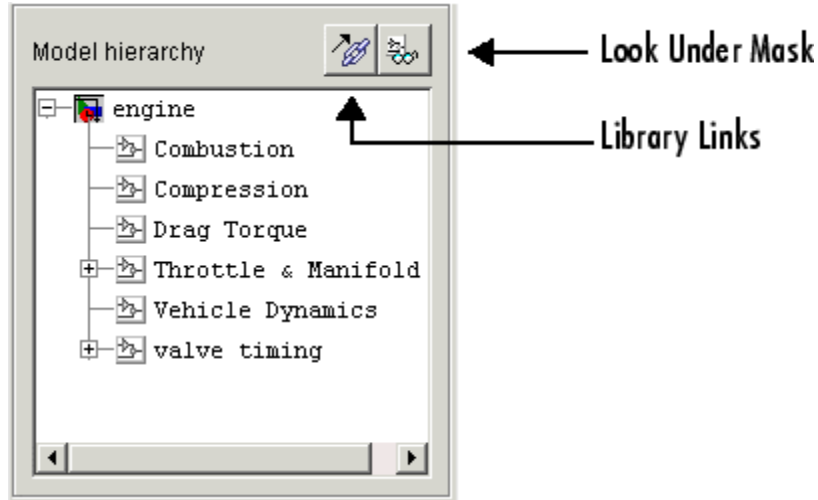 Model hierarchy
Look Under Mask
Library Links
engine
Combustion
Compression
Drag Torque
Throttle & Manifold
Vehicle Dynamics
valve timing